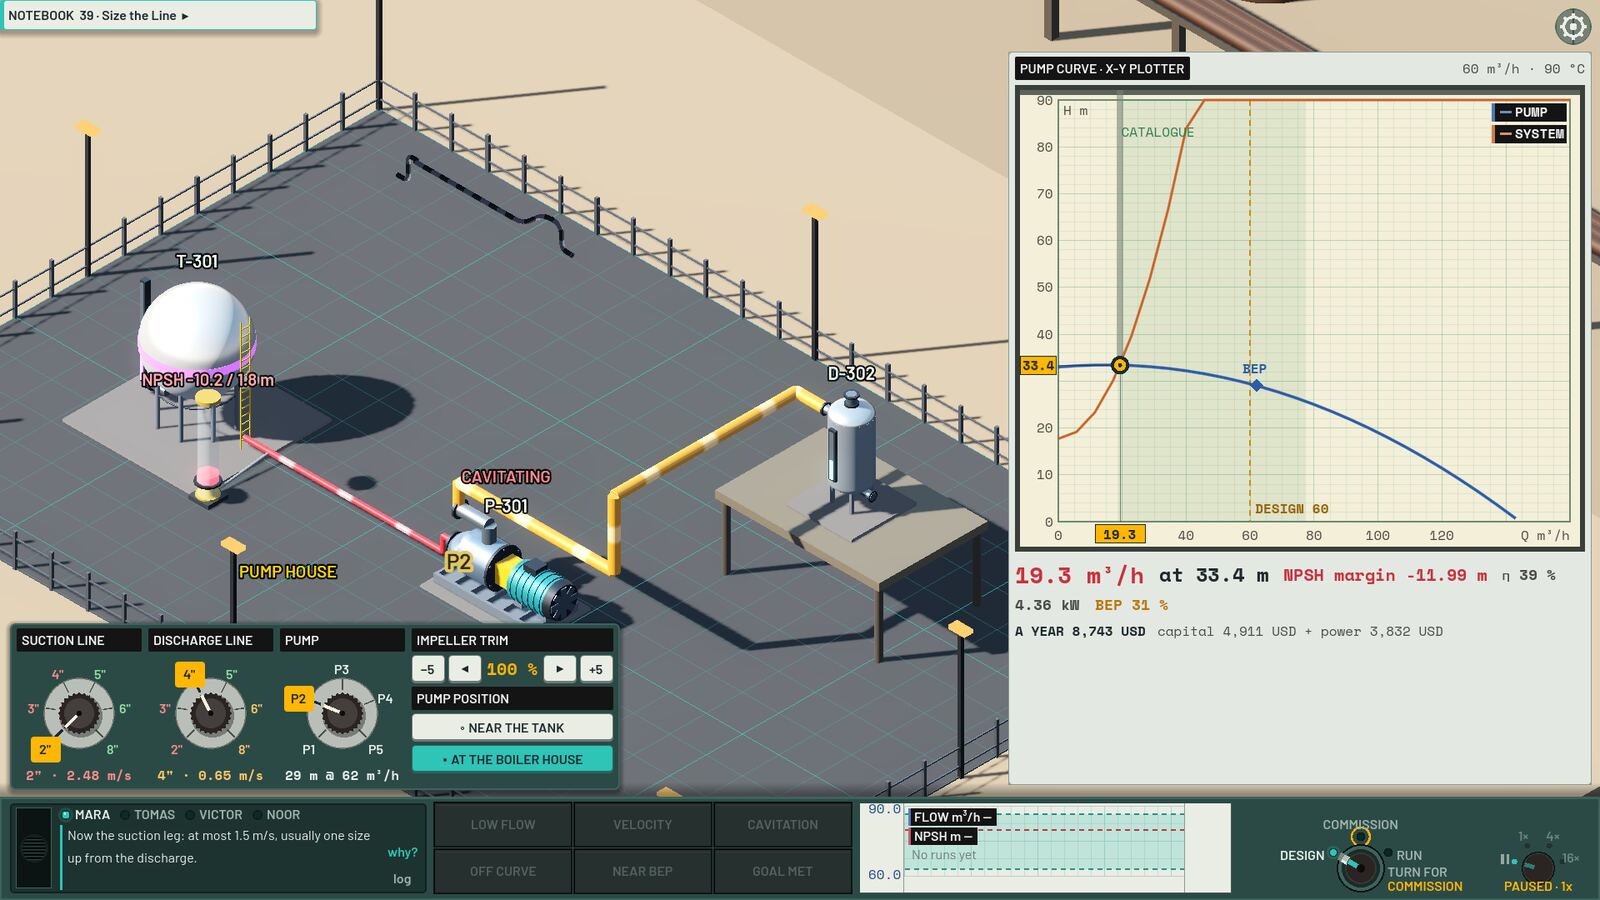 NOTEBOOK 39 · Size the Line ▸
PUMP CURVE · X-Y PLOTTER
60 m³/h · 90 °C
H m
PUMP
SYSTEM
CATALOGUE
BEP
DESIGN 60
90
80
70
60
50
40
33.4
20
10
0
0
19.3
40
60
80
100
120
Q m³/h
19.3 m³/h at 33.4 m NPSH margin -11.99 m η 39 %
4.36 kW BEP 31 %
A YEAR 8,743 USD capital 4,911 USD + power 3,832 USD
T-301
NPSH -10.2 / 1.8 m
D-302
CAVITATING
P-301
P2
PUMP HOUSE
SUCTION LINE
2"
3"
4"
5"
6"
8"
2" · 2.48 m/s
DISCHARGE LINE
2"
3"
4"
5"
6"
8"
4" · 0.65 m/s
PUMP
P1
P2
P3
P4
P5
29 m @ 62 m³/h
IMPELLER TRIM
−5 ◂ 100 % ▸ +5
PUMP POSITION
◦ NEAR THE TANK
• AT THE BOILER HOUSE
MARA TOMAS VICTOR NOOR
Now the suction leg: at most 1.5 m/s, usually one size
up from the discharge.
why?
log
LOW FLOW
VELOCITY
CAVITATION
OFF CURVE
NEAR BEP
GOAL MET
90.0
FLOW m³/h —
NPSH m —
No runs yet
60.0
COMMISSION
DESIGN
RUN
TURN FOR
COMMISSION
1×
4×
16×
PAUSED · 1x